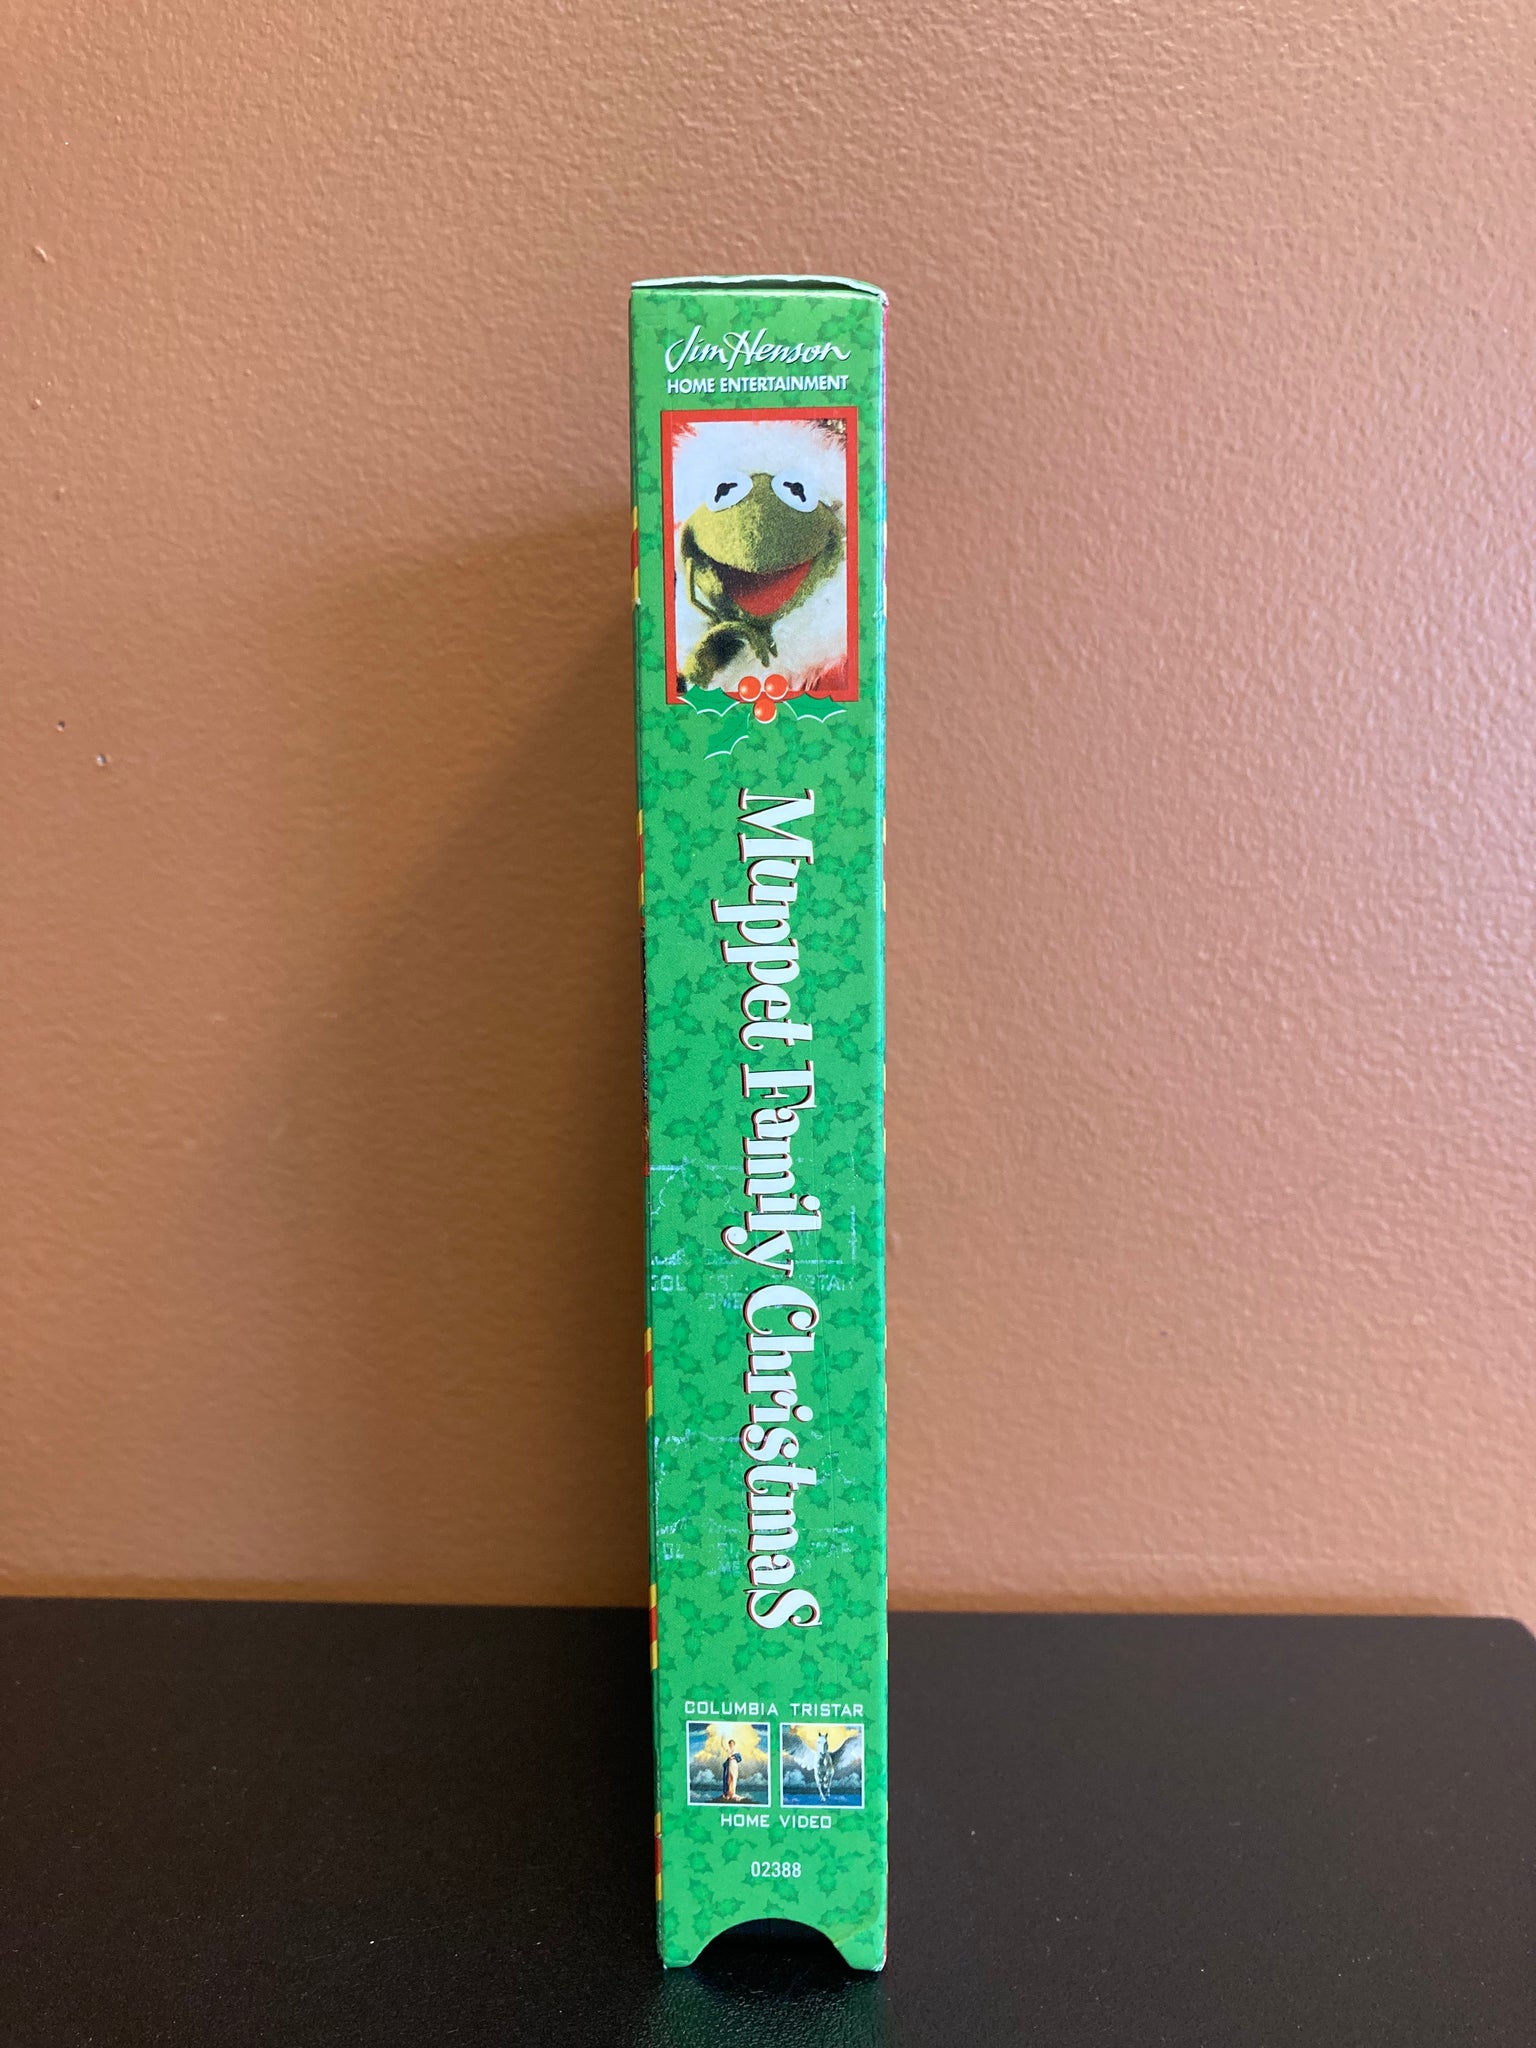 Jim Henson
HOME ENTERTAINMENT
Muppet Family Christmas
COLUMBIA TRISTAR
HOME VIDEO
02388